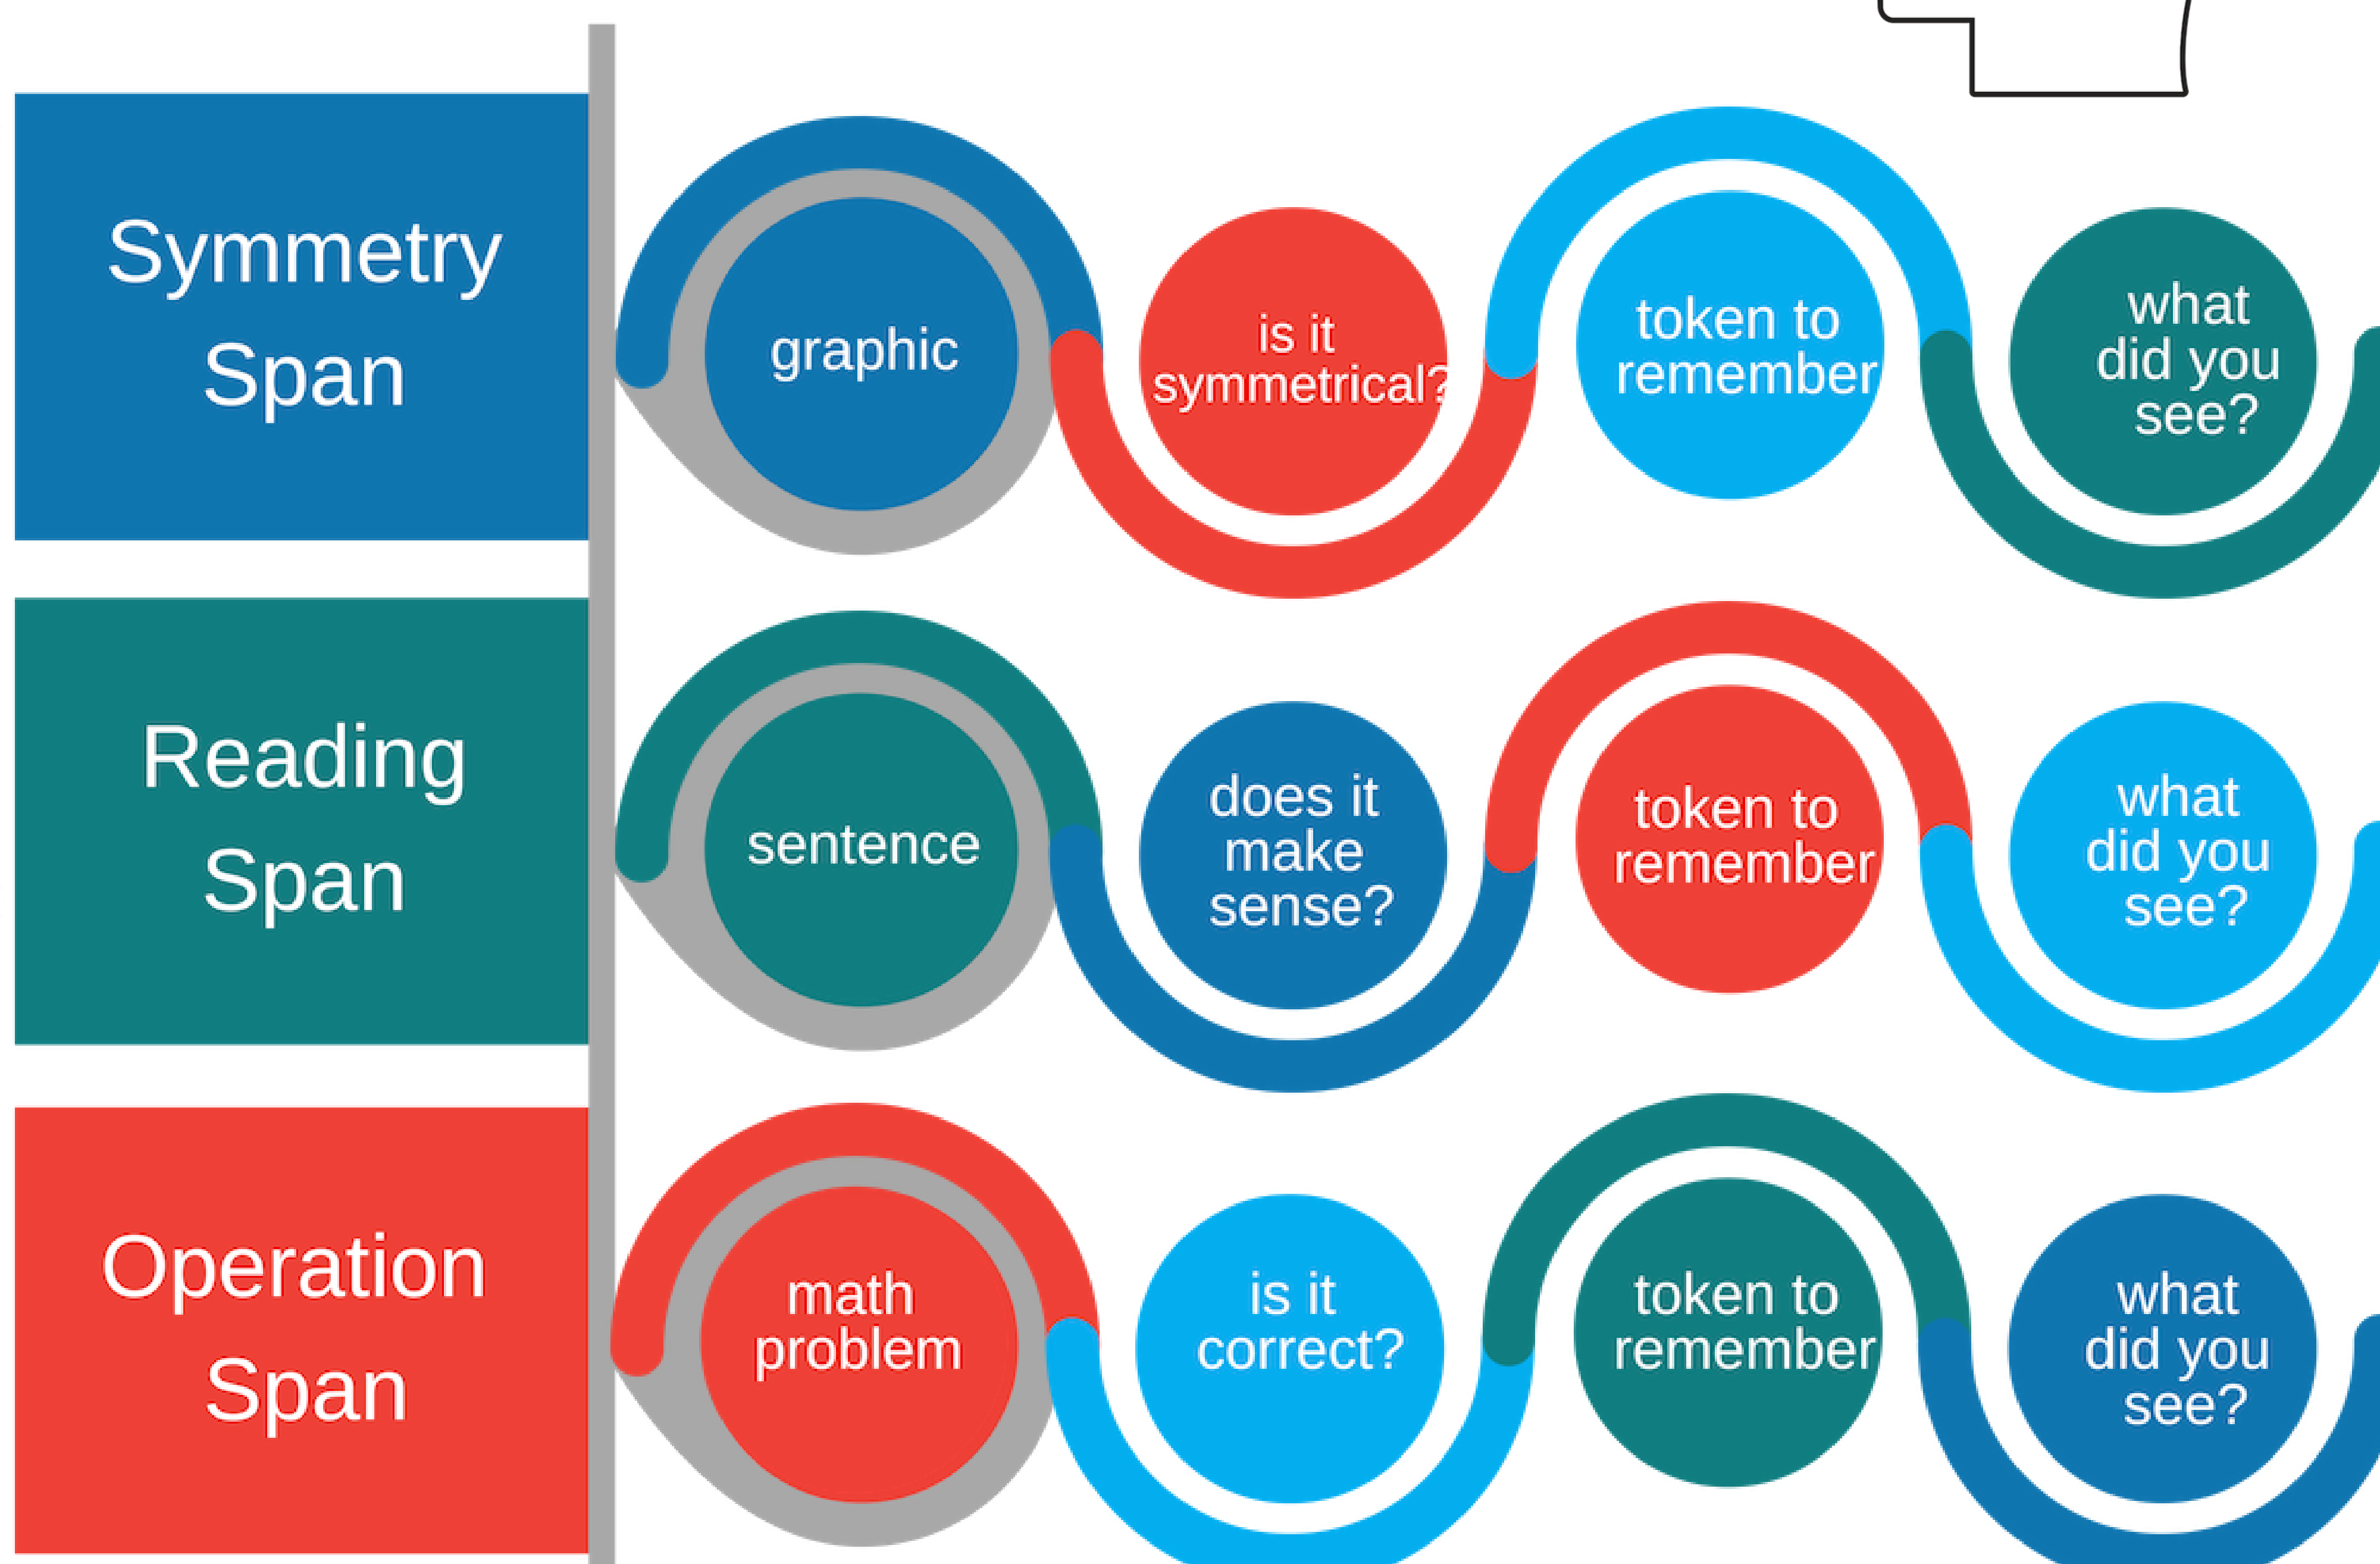 Symmetry
Span
graphic
is it
symmetrical?
token to
remember
what
did you
see?
Reading
Span
sentence
does it
make
sense?
token to
remember
what
did you
see?
Operation
Span
math
problem
is it
correct?
token to
remember
what
did you
see?